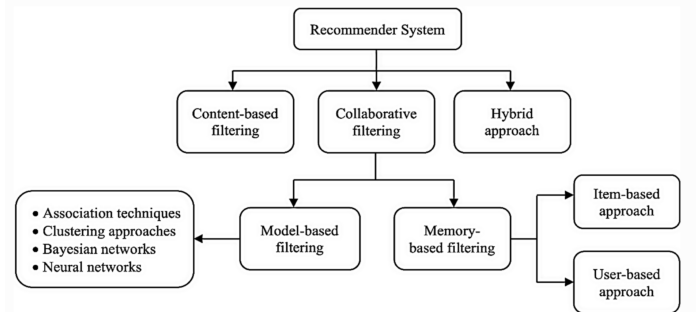 Recommender System
Content-based
filtering
Collaborative
filtering
Hybrid
approach
• Association techniques
• Clustering approaches
• Bayesian networks
• Neural networks
Model-based
filtering
Memory-
based filtering
Item-based
approach
User-based
approach